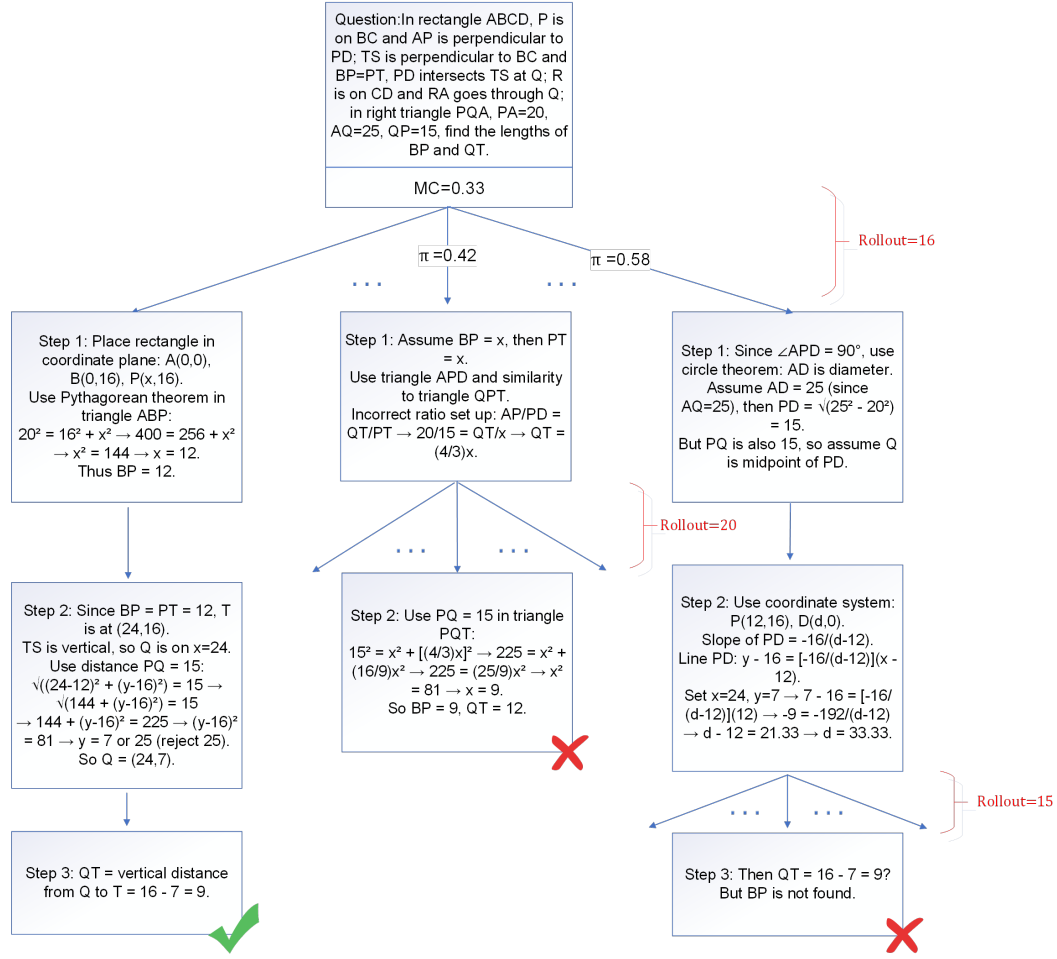 Question:In rectangle ABCD, P is
on BC and AP is perpendicular to
PD; TS is perpendicular to BC and
BP=PT, PD intersects TS at Q; R
is on CD and RA goes through Q;
in right triangle PQA, PA=20,
AQ=25, QP=15, find the lengths of
BP and QT.
MC=0.33
Rollout=16
π =0.42
π =0.58
...
...
Step 1: Place rectangle in
coordinate plane: A(0,0),
B(0,16), P(x,16).
Use Pythagorean theorem in
triangle ABP:
20² = 16² + x² → 400 = 256 + x²
→ x² = 144 → x = 12.
Thus BP = 12.
Step 1: Assume BP = x, then PT
= x.
Use triangle APD and similarity
to triangle QPT.
Incorrect ratio set up: AP/PD =
QT/PT → 20/15 = QT/x → QT =
(4/3)x.
Step 1: Since ∠APD = 90°, use
circle theorem: AD is diameter.
Assume AD = 25 (since
AQ=25), then PD = √(25² - 20²)
= 15.
But PQ is also 15, so assume Q
is midpoint of PD.
Rollout=20
...
...
Step 2: Since BP = PT = 12, T
is at (24,16).
TS is vertical, so Q is on x=24.
Use distance PQ = 15:
√((24-12)² + (y-16)²) = 15 →
√(144 + (y-16)²) = 15
→ 144 + (y-16)² = 225 → (y-16)²
= 81 → y = 7 or 25 (reject 25).
So Q = (24,7).
Step 2: Use PQ = 15 in triangle
PQT:
15² = x² + [(4/3)x]² → 225 = x² +
(16/9)x² → 225 = (25/9)x² → x²
= 81 → x = 9.
So BP = 9, QT = 12.
Step 2: Use coordinate system:
P(12,16), D(d,0).
Slope of PD = -16/(d-12).
Line PD: y - 16 = [-16/(d-12)](x -
12).
Set x=24, y=7 → 7 - 16 = [-16/
(d-12)](12) → -9 = -192/(d-12)
→ d - 12 = 21.33 → d = 33.33.
Rollout=15
...
...
Step 3: QT = vertical distance
from Q to T = 16 - 7 = 9.
Step 3: Then QT = 16 - 7 = 9?
But BP is not found.